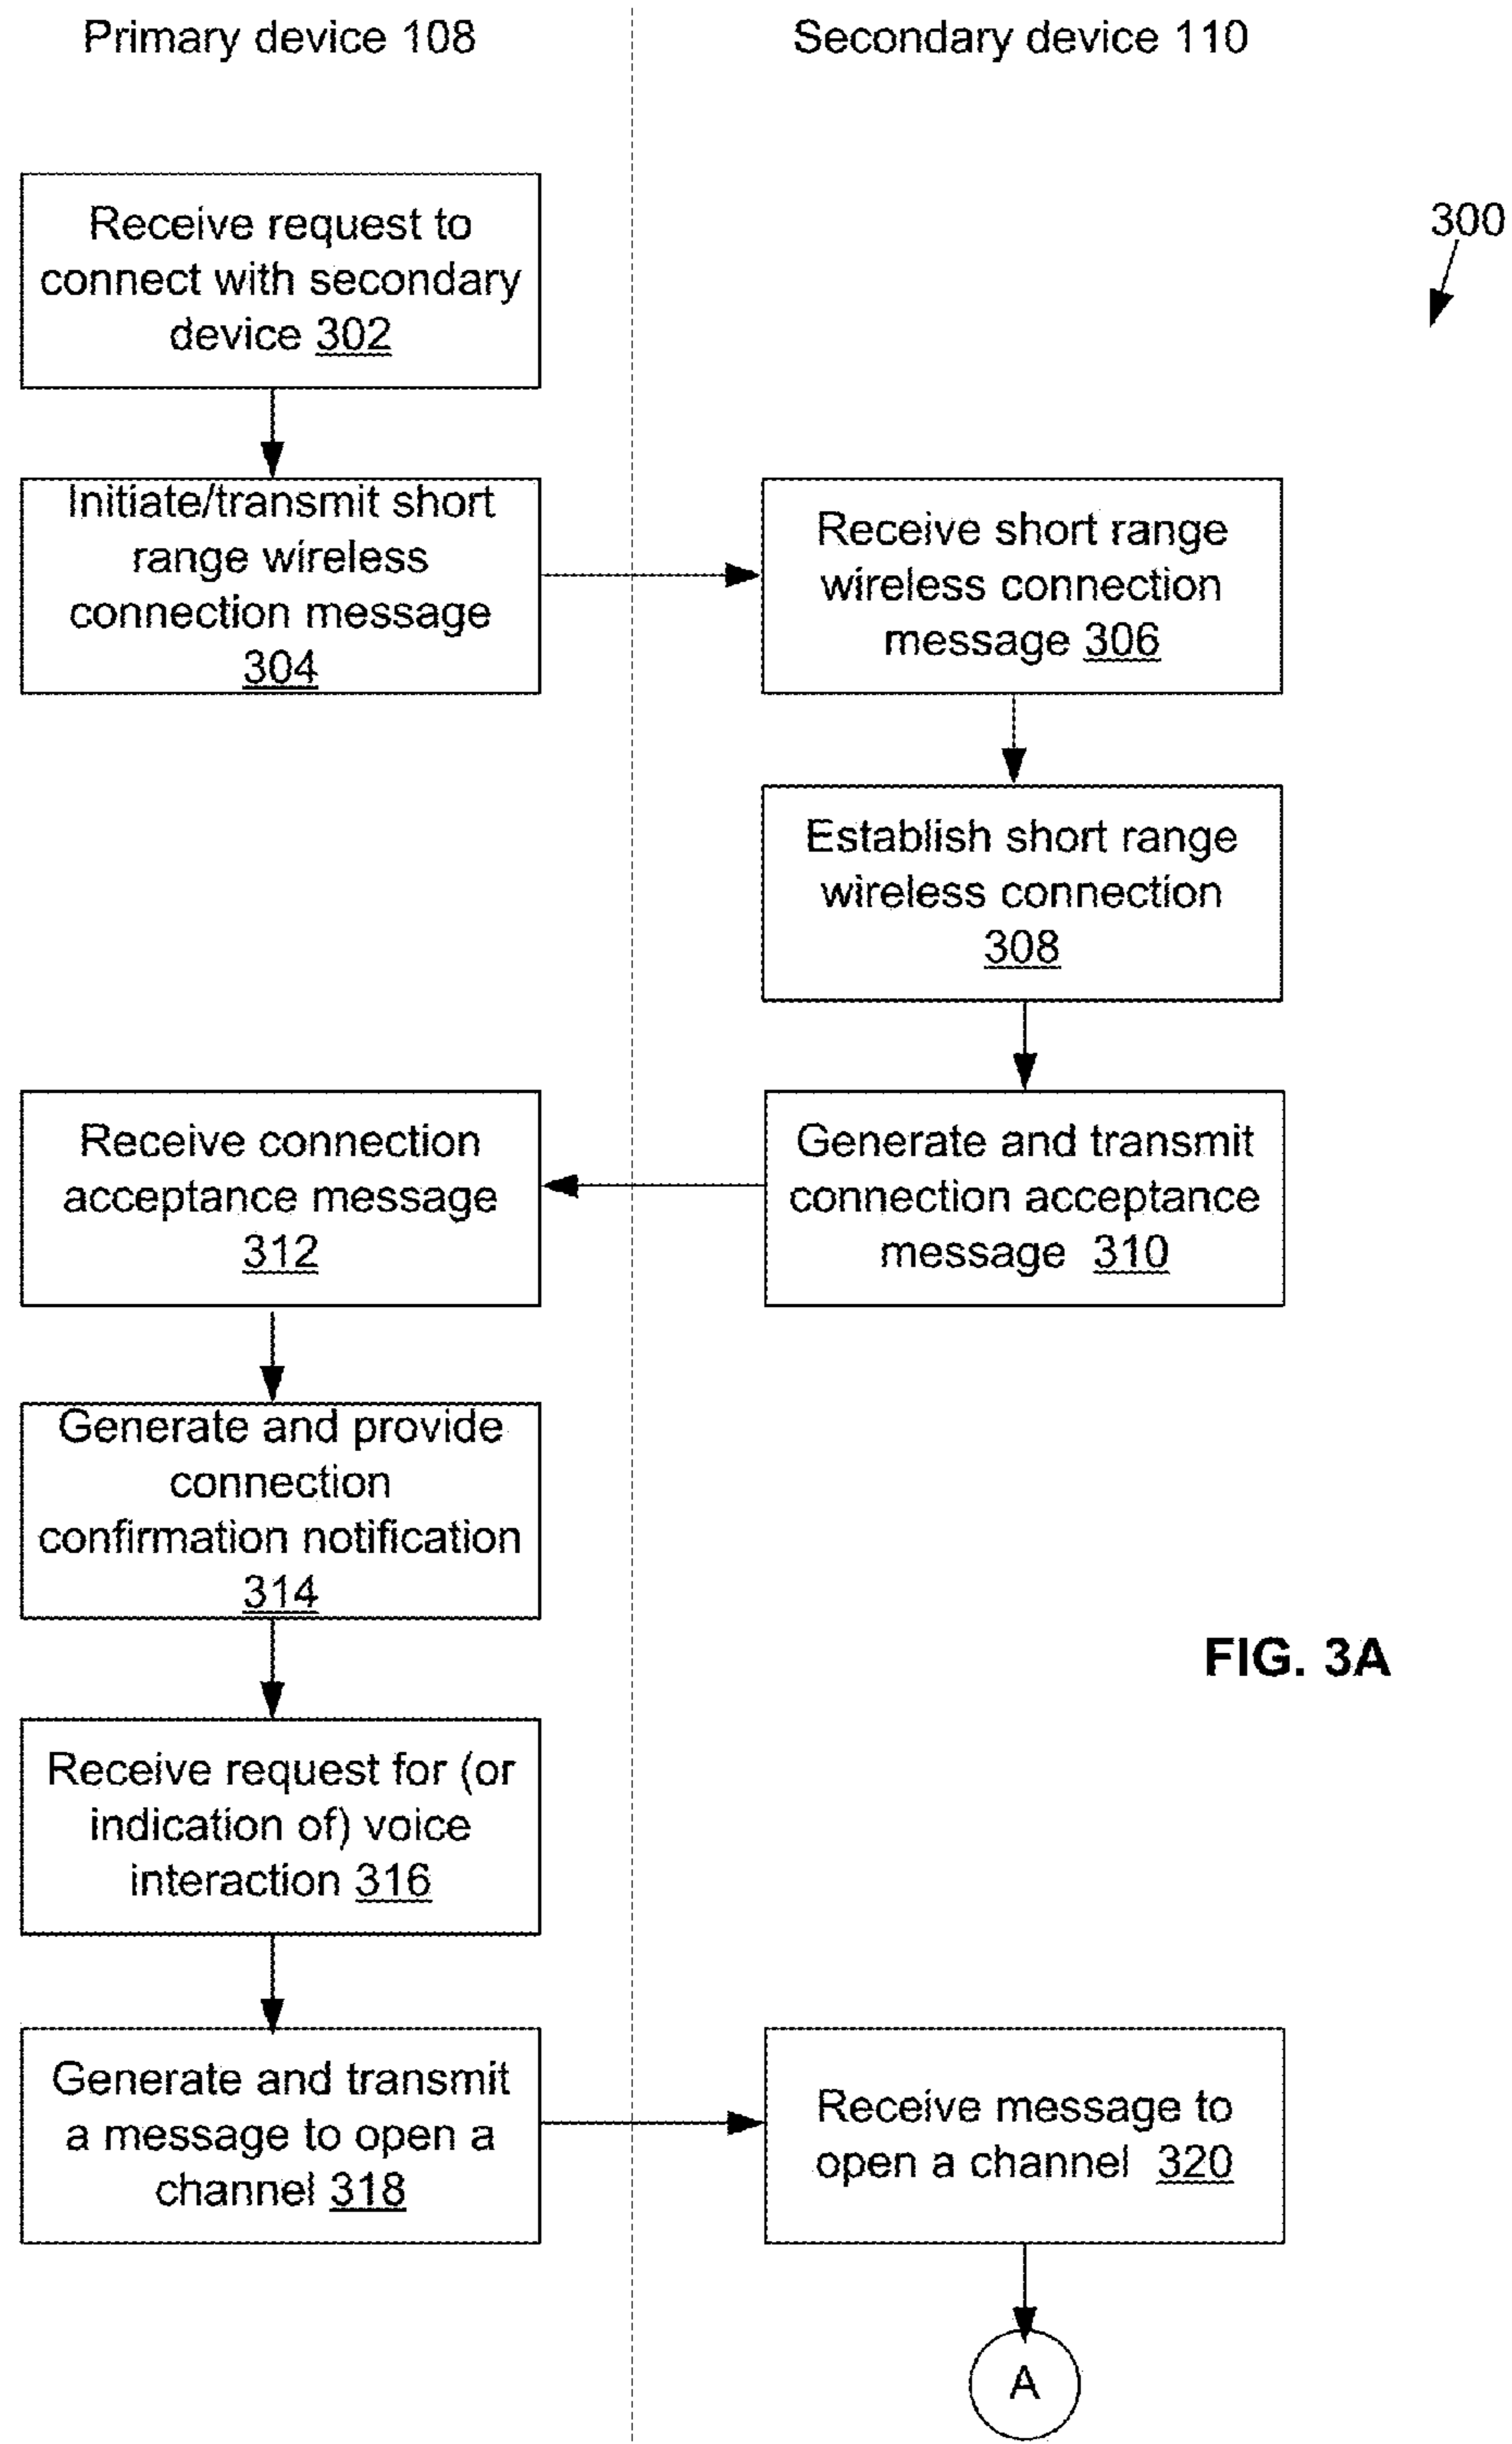 Primary device 108
Secondary device 110
300
Receive request to
connect with secondary
device 302
Initiate/transmit short
range wireless
connection message
304
Receive short range
wireless connection
message 306
Establish short range
wireless connection
308
Generate and transmit
connection acceptance
message 310
Receive connection
acceptance message
312
Generate and provide
connection
confirmation notification
314
Receive request for (or
indication of) voice
interaction 316
Generate and transmit
a message to open a
channel 318
Receive message to
open a channel 320
A
FIG. 3A